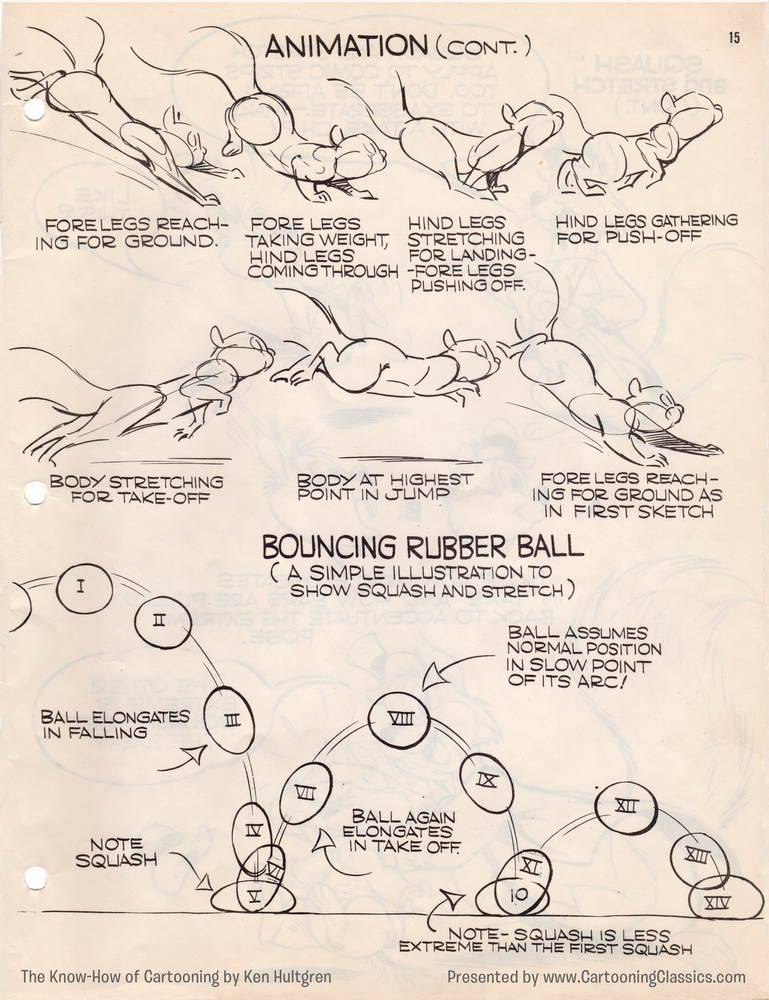 15
ANIMATION (CONT.)
FORELEGS REACH-
ING FOR GROUND.
FORE LEGS
TAKING WEIGHT,
HIND LEGS
COMING THROUGH
HIND LEGS
STRETCHING
FOR LANDING-
-FORE LEGS
PUSHING OFF.
HIND LEGS GATHERING
FOR PUSH-OFF
BODY STRETCHING
FOR TAKE-OFF
BODY AT HIGHEST
POINT IN JUMP
FORE LEGS REACH-
ING FOR GROUND AS
IN FIRST SKETCH
BOUNCING RUBBER BALL
(A SIMPLE ILLUSTRATION TO
SHOW SQUASH AND STRETCH)
I
II
BALL ASSUMES
NORMAL POSITION
IN SLOW POINT
OF ITS ARC!
BALL ELONGATES
IN FALLING
III
VIII
VII
IX
XII
BALL AGAIN
ELONGATES
IN TAKE OFF.
IV
NOTE
SQUASH
VI
XI
XIII
V
10
XIV
NOTE- SQUASH IS LESS
EXTREME THAN THE FIRST SQUASH
The Know-How of Cartooning by Ken Hultgren
Presented by www.CartooningClassics.com